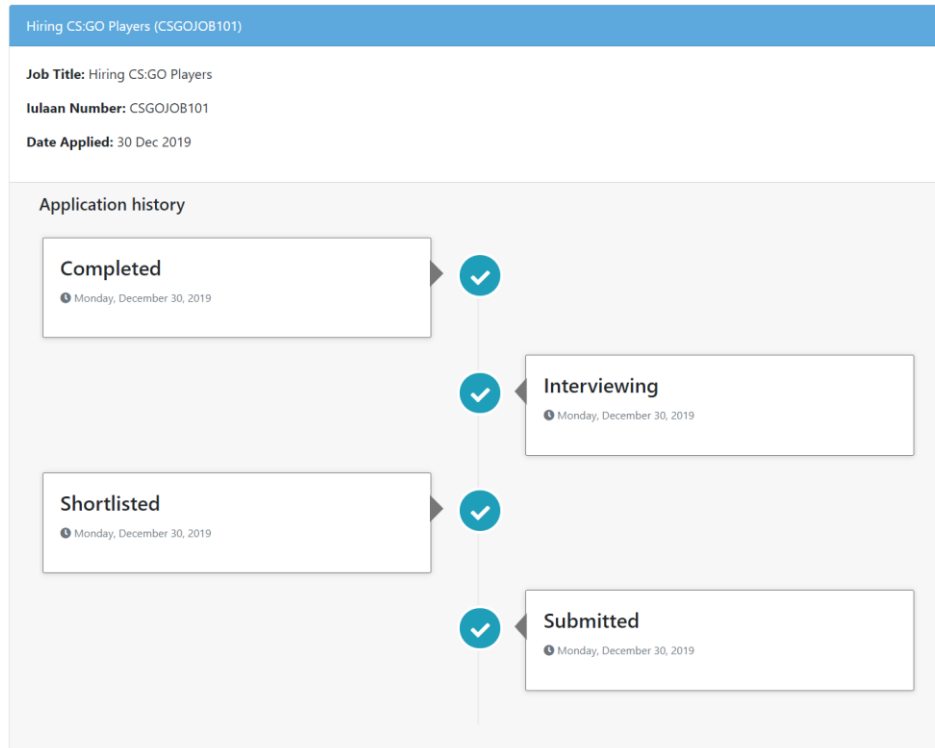 Hiring CS:GO Players (CSGOJOB101)
Job Title: Hiring CS:GO Players
Iulaan Number: CSGOJOB101
Date Applied: 30 Dec 2019
Application history
Completed
Monday, December 30, 2019
Interviewing
Monday, December 30, 2019
Shortlisted
Monday, December 30, 2019
Submitted
Monday, December 30, 2019